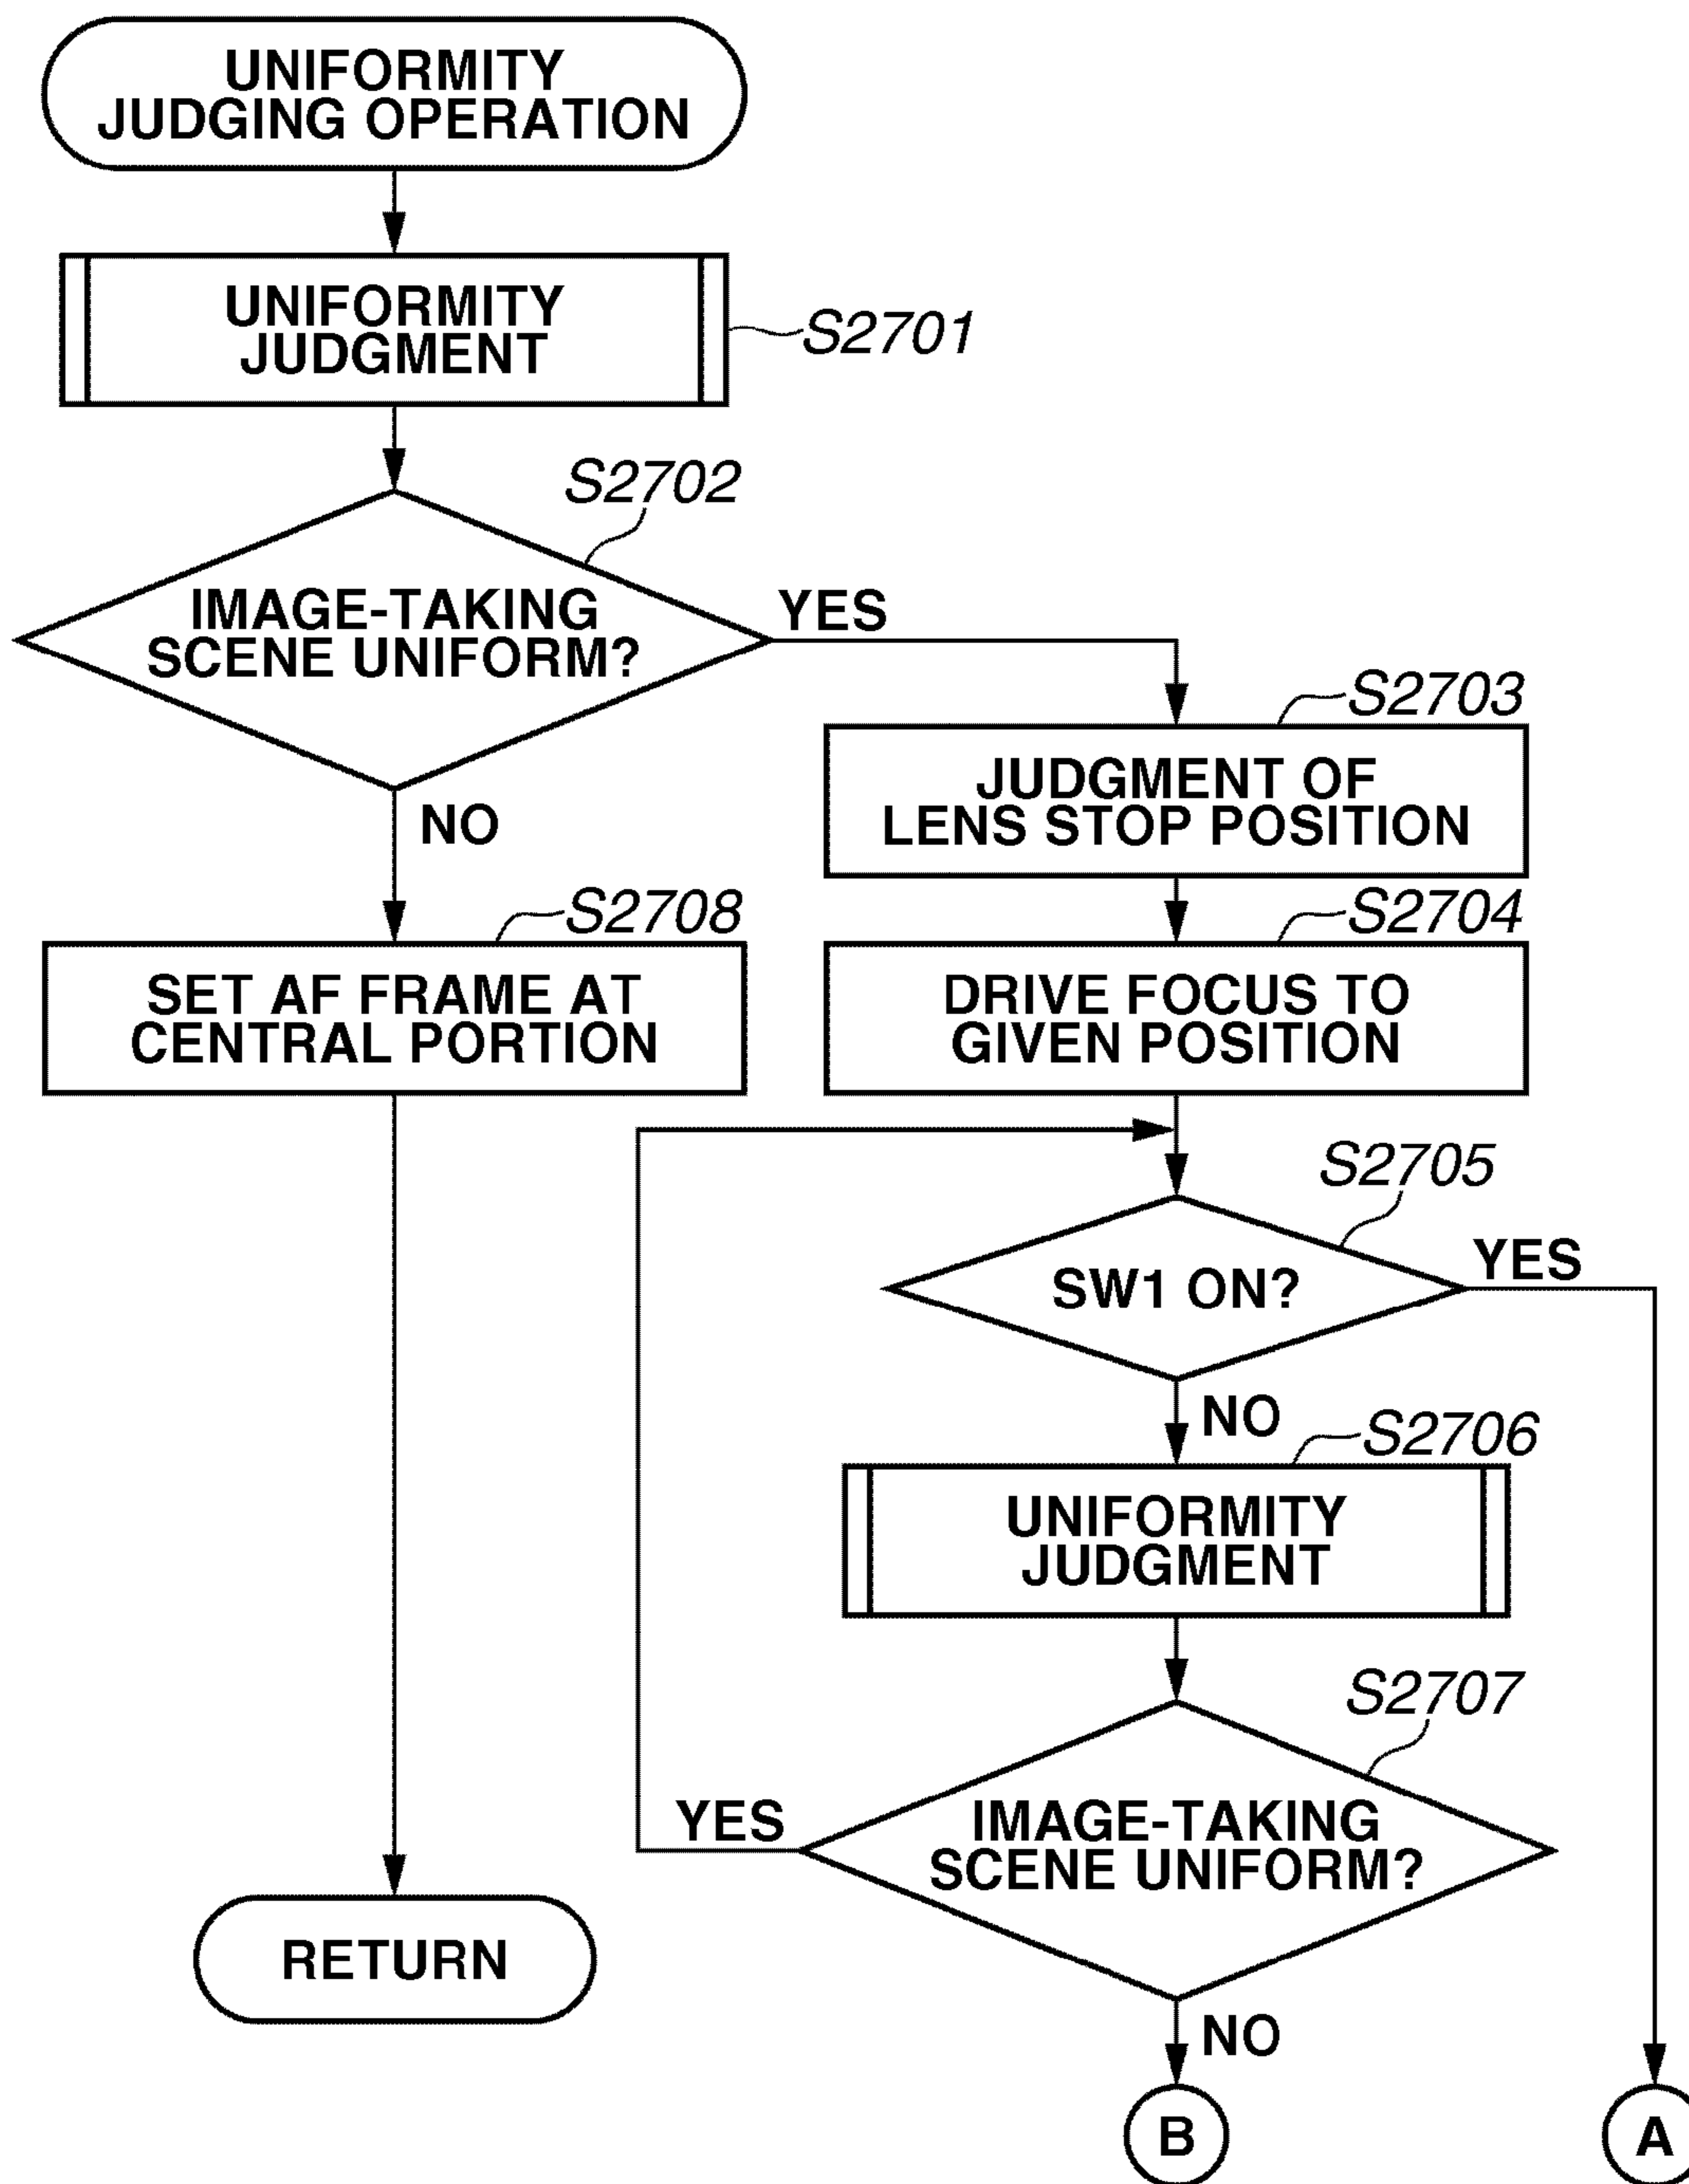 UNIFORMITY
JUDGING OPERATION
UNIFORMITY
JUDGMENT
S2701
S2702
IMAGE-TAKING
SCENE UNIFORM?
YES
NO
S2703
JUDGMENT OF
LENS STOP POSITION
S2708
SET AF FRAME AT
CENTRAL PORTION
S2704
DRIVE FOCUS TO
GIVEN POSITION
S2705
SW1 ON?
YES
NO
S2706
UNIFORMITY
JUDGMENT
S2707
IMAGE-TAKING
SCENE UNIFORM?
YES
NO
RETURN
B
A